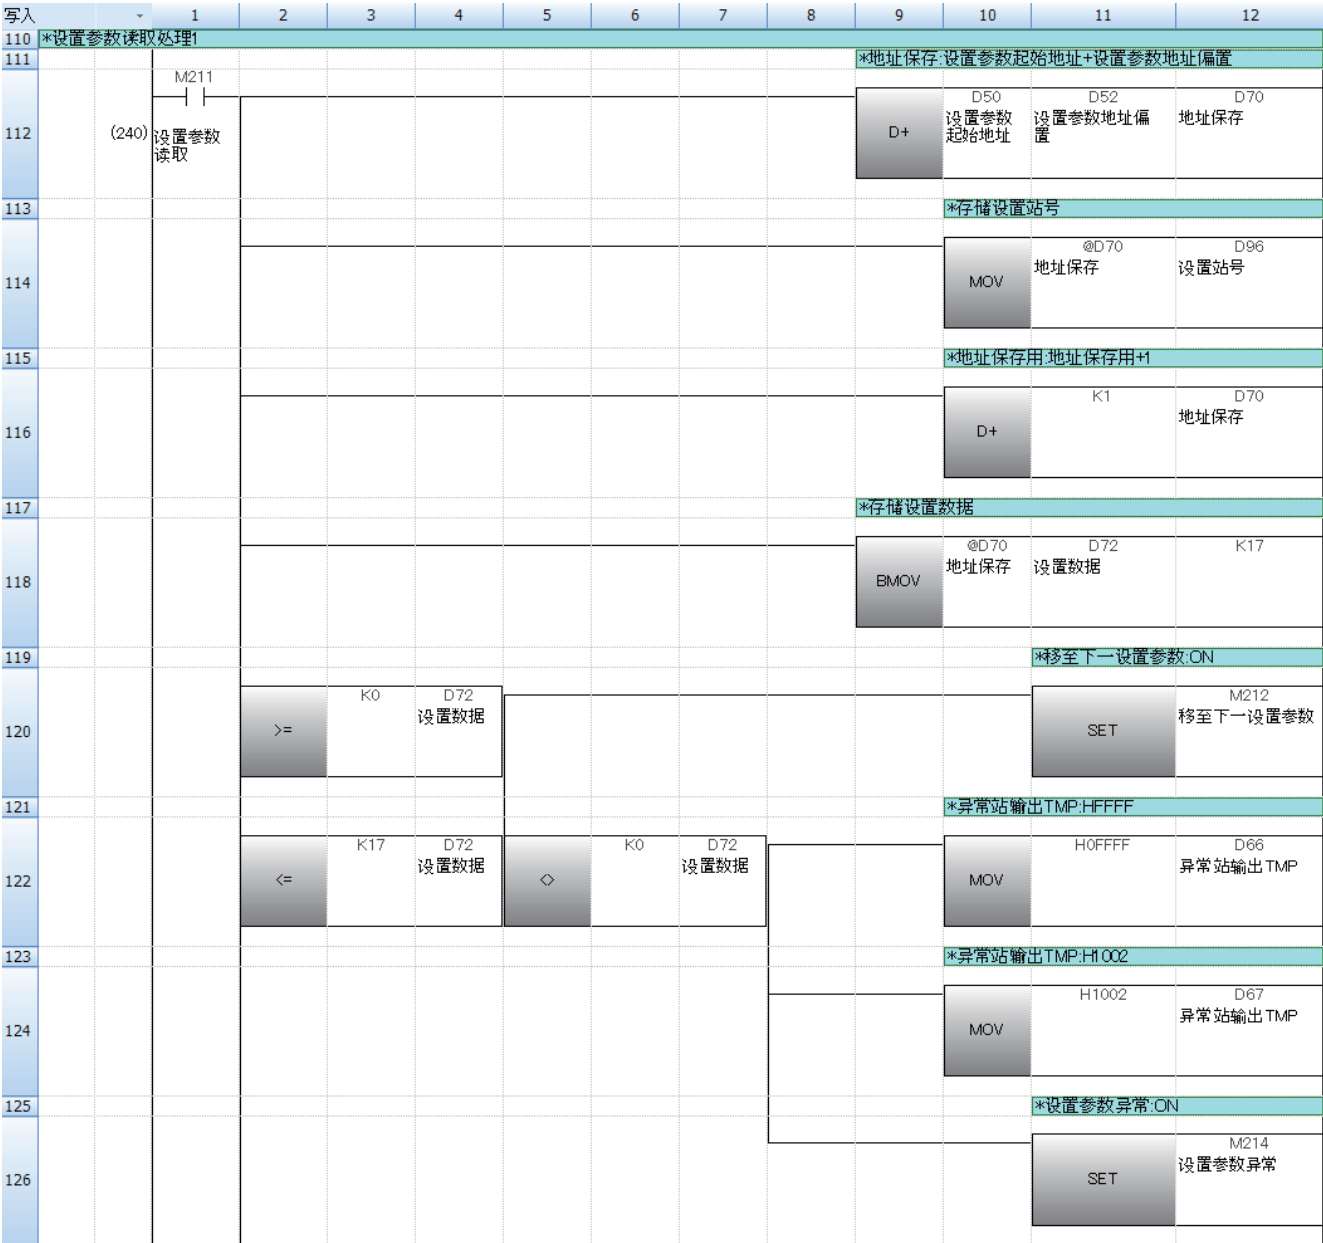 写入 1 2 3 4 5 6 7 8 9 10 11 12
110 *设置参数读取处理1
111 *地址保存:设置参数起始地址+设置参数地址偏置
M211 D50 D52 D70
112 (240) 设置参数 D+ 设置参数 设置参数地址偏 地址保存
读取 起始地址 置
113 *存储设置站号
@D70 D96
地址保存 设置站号
114 MOV
115 *地址保存用:地址保存用+1
K1 D70
地址保存
116 D+
117 *存储设置数据
@D70 D72 K17
地址保存 设置数据
118 BMOV
119 *移至下一设置参数:ON
K0 D72 M212
设置数据 移至下一设置参数
120 >= SET
121 *异常站输出TMP:HFFFF
K17 D72 K0 D72 H0FFFF D66
设置数据 设置数据 异常站输出TMP
122 <= <> MOV
123 *异常站输出TMP:H1002
H1002 D67
异常站输出TMP
124 MOV
125 *设置参数异常:ON
M214
设置参数异常
126 SET